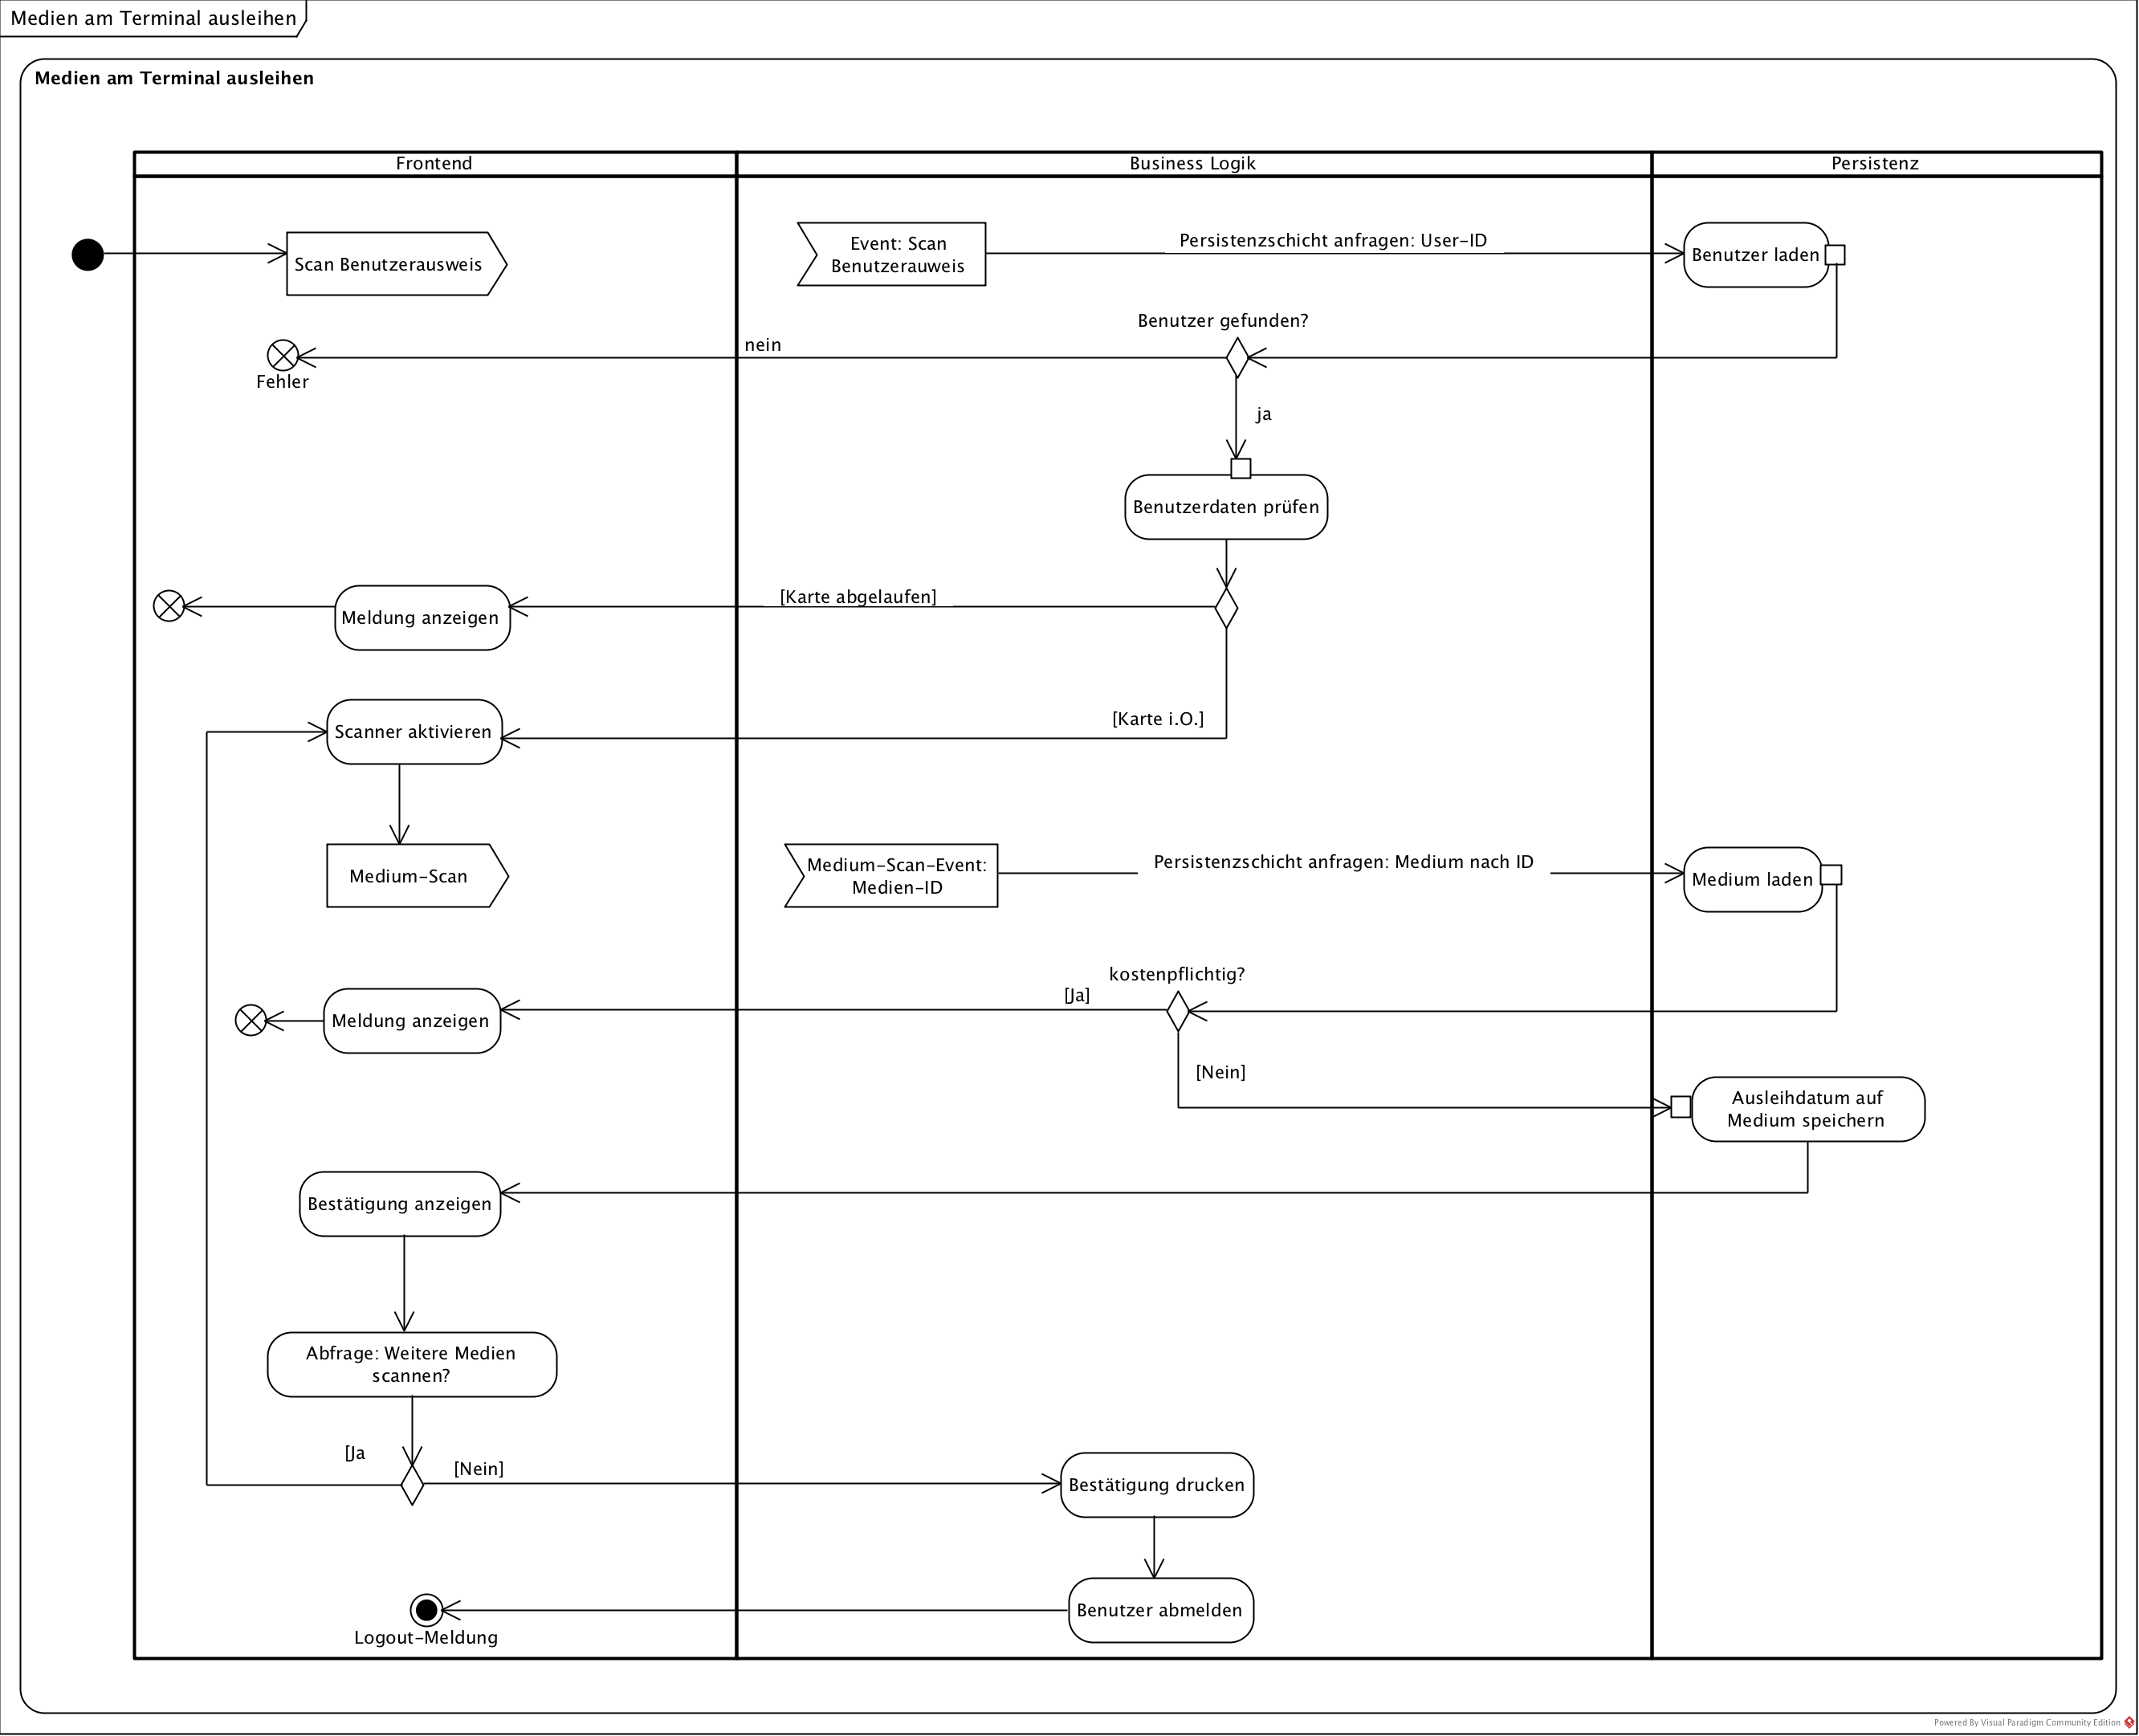 Medien am Terminal ausleihen
Medien am Terminal ausleihen
Frontend
Business Logik
Persistenz
Scan Benutzerausweis
Event: Scan
Benutzerauweis
Persistenzschicht anfragen: User-ID
Benutzer laden
Benutzer gefunden?
nein
Fehler
ja
Benutzerdaten prüfen
[Karte abgelaufen]
Meldung anzeigen
Scanner aktivieren
[Karte i.O.]
Medium-Scan
Medium-Scan-Event:
Medien-ID
Persistenzschicht anfragen: Medium nach ID
Medium laden
kostenpflichtig?
[Ja]
Meldung anzeigen
[Nein]
Ausleihdatum auf
Medium speichern
Bestätigung anzeigen
Abfrage: Weitere Medien
scannen?
[Ja
[Nein]
Bestätigung drucken
Benutzer abmelden
Logout-Meldung
Powered By Visual Paradigm Community Edition